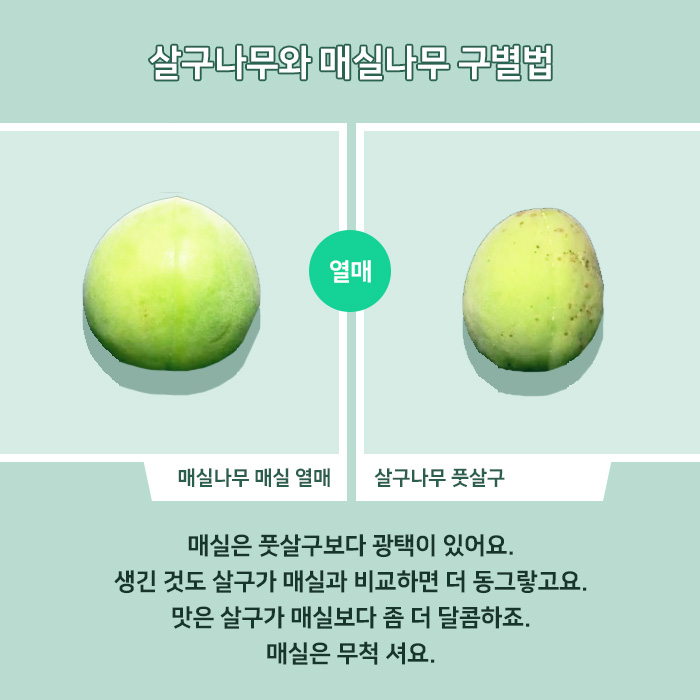 살구나무와 매실나무 구별법
열매
매실나무 매실 열매
살구나무 풋살구
매실은 풋살구보다 광택이 있어요.
생긴 것도 살구가 매실과 비교하면 더 동그랗고요.
맛은 살구가 매실보다 좀 더 달콤하죠.
매실은 무척 셔요.